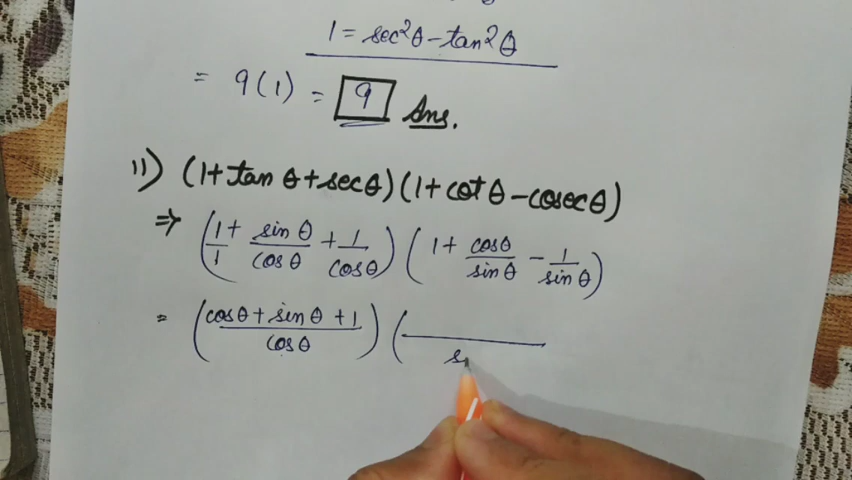 1 = sec²θ - tan²θ
= 9(1) = 9 Ans.
11) (1+tan θ+secθ)(1+cot θ-cosec θ)
⇒ (1/1 + sinθ/cosθ + 1/cosθ) (1 + cosθ/sinθ - 1/sinθ)
= ((cosθ + sinθ + 1)/cosθ) ( /s